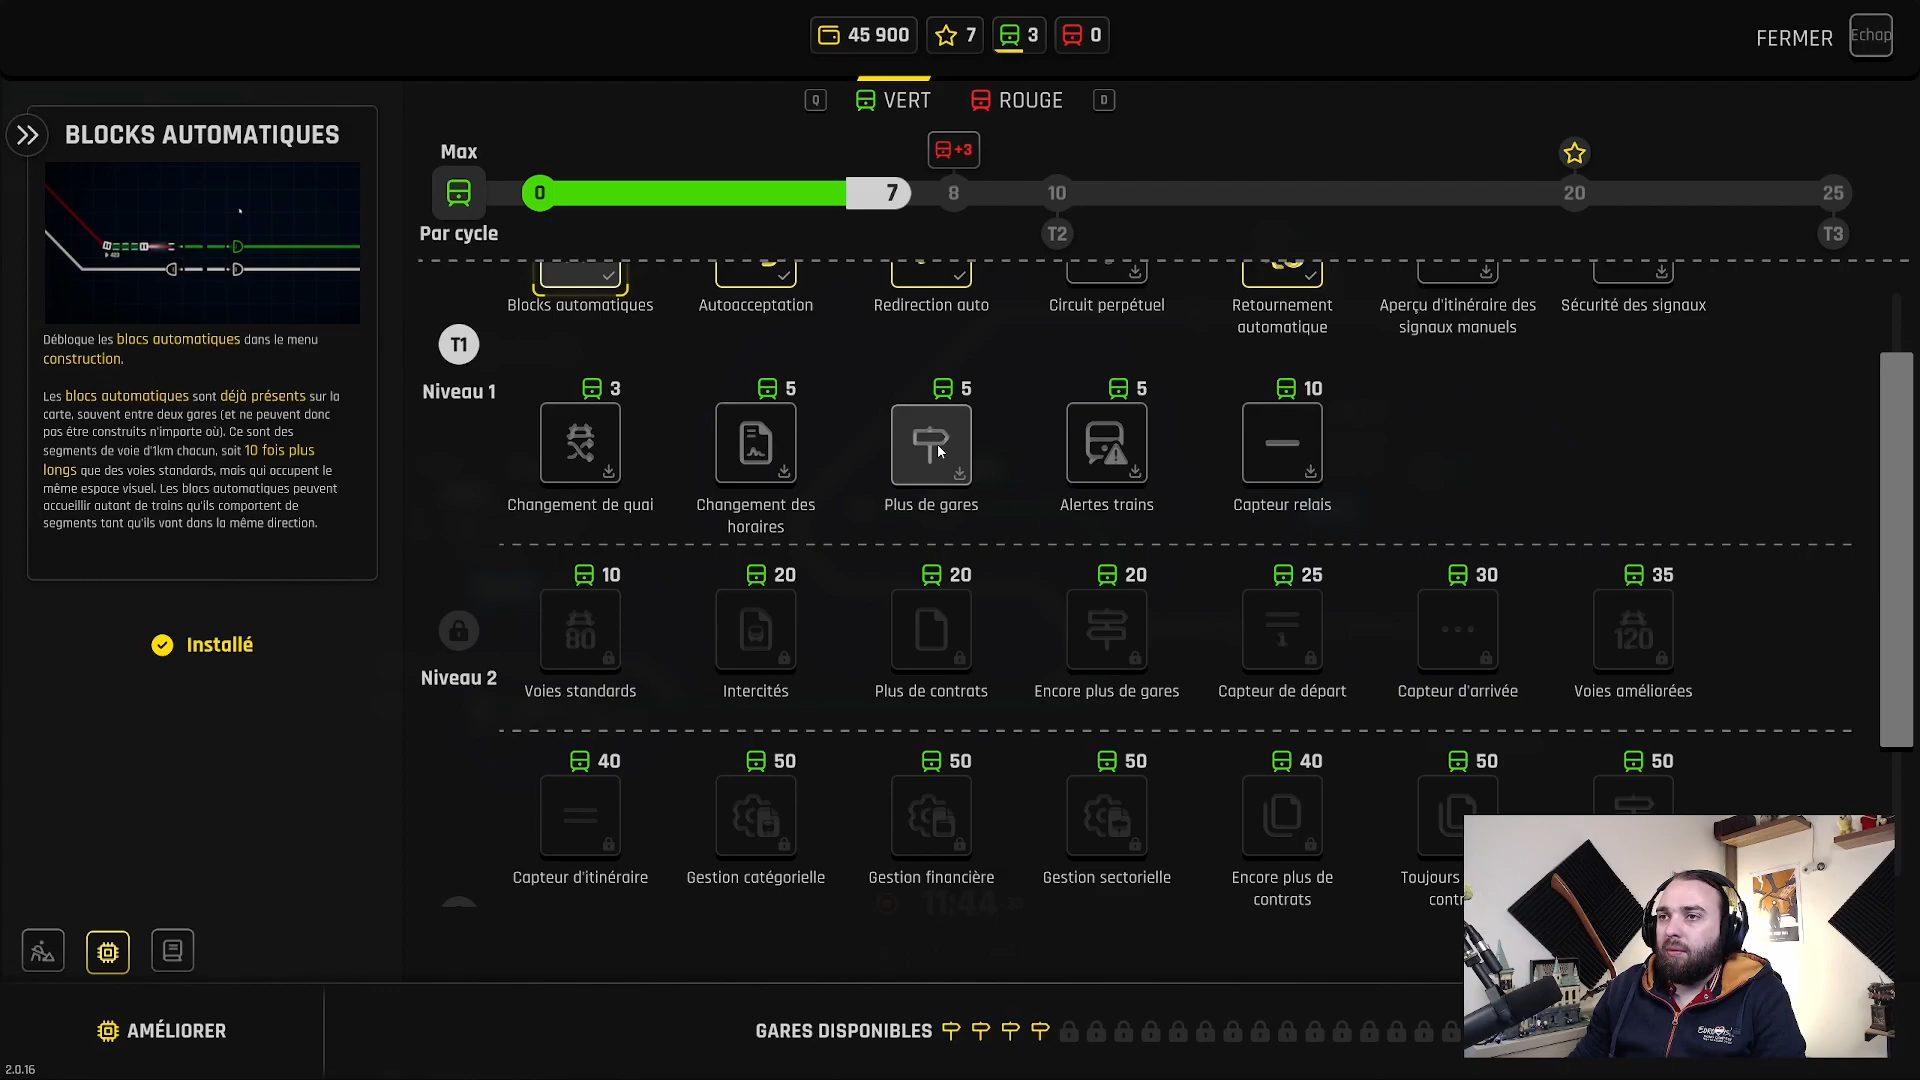 45 900
7
3
0
FERMER
Echap
Q
VERT
ROUGE
D
BLOCKS AUTOMATIQUES
Max
+3
0
7
8
10
20
25
Par cycle
T2
T3
Débloque les blocs automatiques dans le menu
construction.
Les blocs automatiques sont déjà présents sur la
carte, souvent entre deux gares (et ne peuvent donc
pas être construits n'importe où). Ce sont des
segments de voie d'1km chacun, soit 10 fois plus
longs que des voies standards, mais qui occupent le
même espace visuel. Les blocs automatiques peuvent
accueillir autant de trains qu'ils comportent de
segments tant qu'ils vont dans la même direction.
Installé
Blocks automatiques
Autoacceptation
Redirection auto
Circuit perpétuel
Retournement
automatique
Aperçu d'itinéraire des
signaux manuels
Sécurité des signaux
T1
Niveau 1
3
5
5
5
10
Changement de quai
Changement des
horaires
Plus de gares
Alertes trains
Capteur relais
Niveau 2
10
20
20
20
25
30
35
80
1
120
Voies standards
Intercités
Plus de contrats
Encore plus de gares
Capteur de départ
Capteur d'arrivée
Voies améliorées
40
50
50
50
40
50
50
Capteur d'itinéraire
Gestion catégorielle
Gestion financière
Gestion sectorielle
Encore plus de
contrats
Toujours
contr
11:44
AMÉLIORER
GARES DISPONIBLES
2.0.16